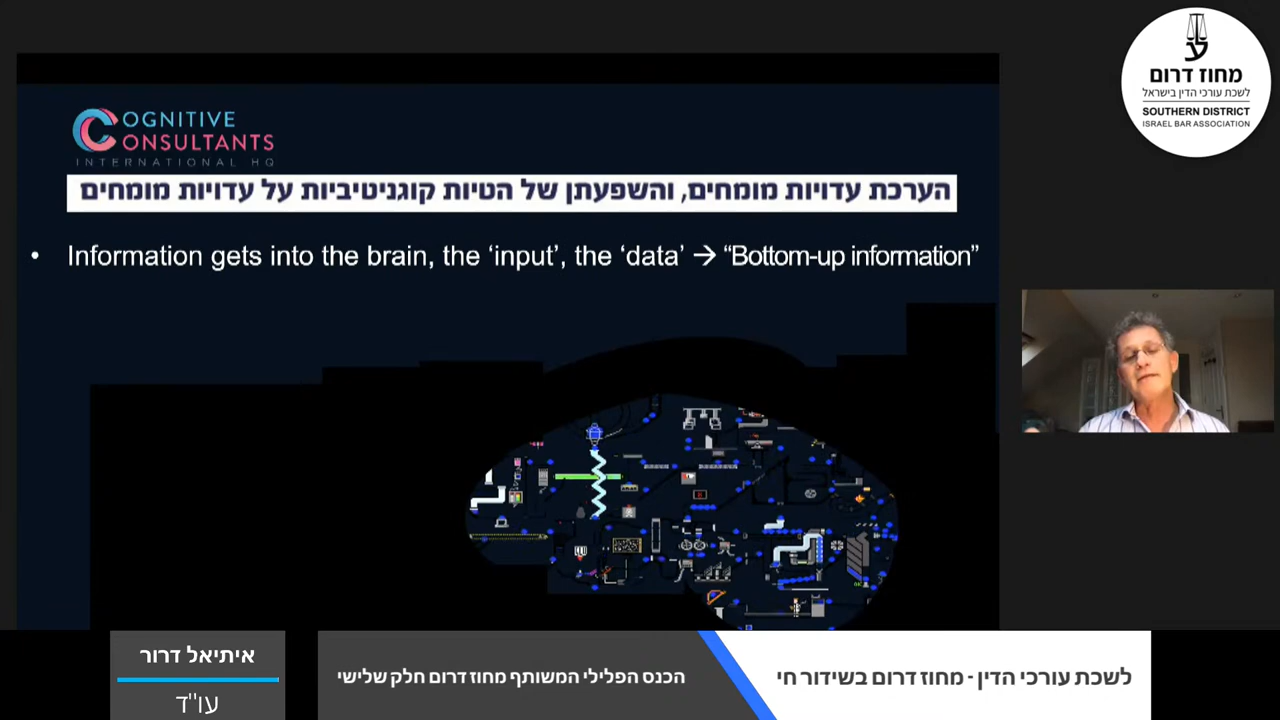 COGNITIVE
CONSULTANTS
INTERNATIONAL HQ
הערכת עדויות מומחים, והשפעתן של הטיות קוגניטיביות על עדויות מומחים
• Information gets into the brain, the ‘input’, the ‘data’ → “Bottom-up information”
מחוז דרום
לשכת עורכי הדין בישראל
SOUTHERN DISTRICT
ISRAEL BAR ASSOCIATION
איתיאל דרור
עו"ד
הכנס הפלילי המשותף מחוז דרום חלק שלישי
לשכת עורכי הדין - מחוז דרום בשידור חי